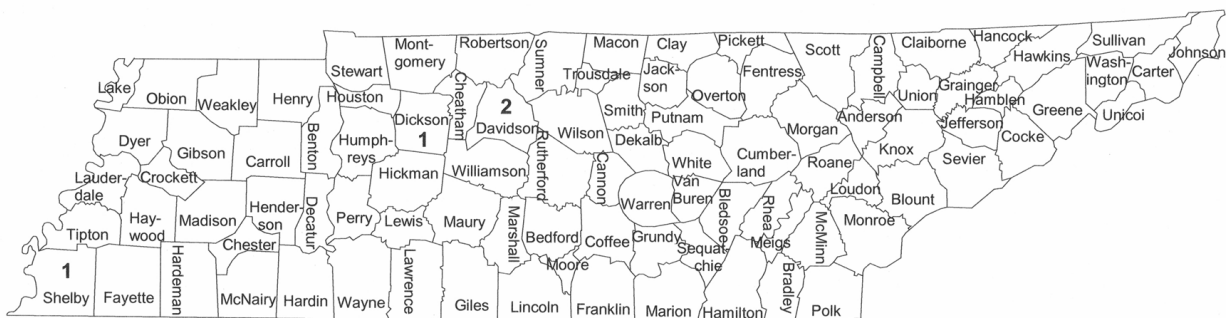 Lake
Obion
Weakley
Henry
Stewart
Mont-
gomery
Robertson
Sumner
Macon
Trousdale
Clay
Pickett
Scott
Campbell
Claiborne
Hancock
Hawkins
Sullivan
Johnson
Wash-
ington
Carter
Unicoi
Greene
Houston
Dickson
1
Cheatham
2
Davidson
Wilson
Smith
Jack-
son
Overton
Fentress
Putnam
Dekalb
Morgan
Anderson
Union
Grainger
Hamblen
Jefferson
Cocke
Knox
Sevier
Dyer
Gibson
Crockett
Carroll
Benton
Humph-
reys
Hickman
Williamson
Rutherford
Cannon
White
Van
Buren
Warren
Cumber-
land
Bledsoe
Roane
Loudon
Blount
Monroe
McMinn
Rhea
Meigs
Lauder-
dale
Tipton
Hay-
wood
Madison
Chester
Hender-
son
Decatur
Perry
Lewis
Maury
Marshall
Bedford
Coffee
Moore
Grundy
Sequat-
chie
1
Shelby
Fayette
Hardeman
McNairy
Hardin
Wayne
Lawrence
Giles
Lincoln
Franklin
Marion
Hamilton
Bradley
Polk